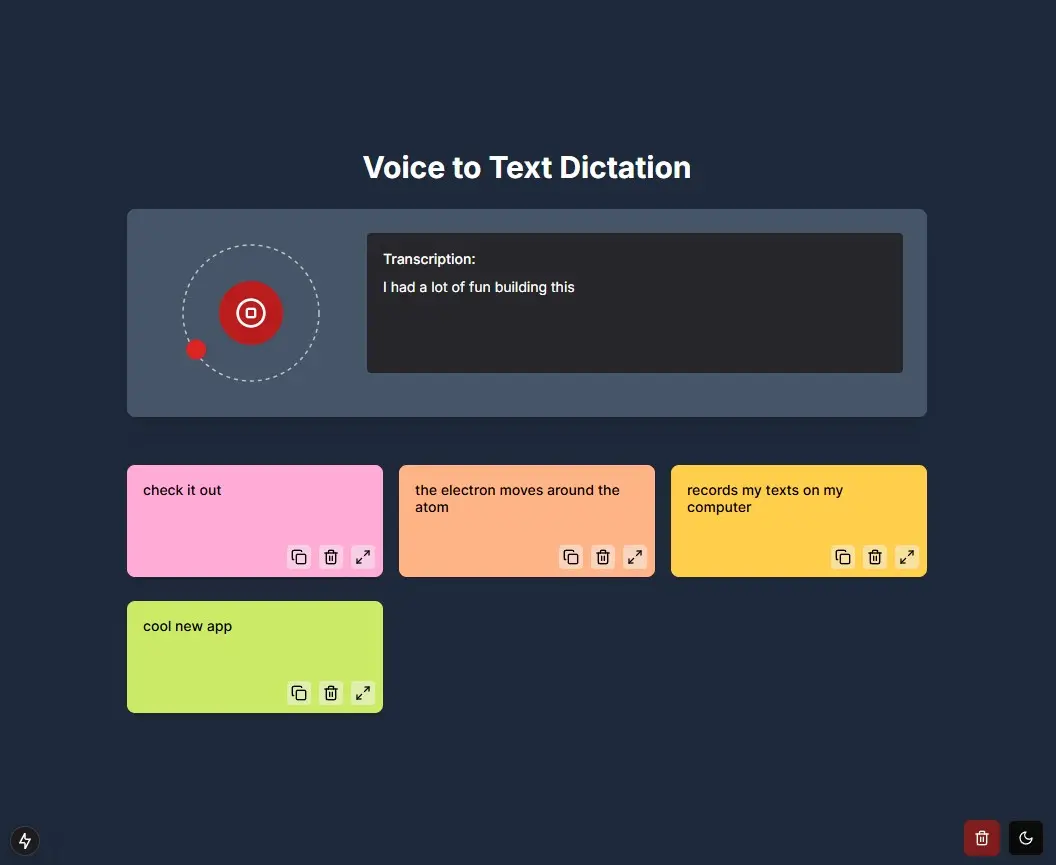 Voice to Text Dictation
Transcription:
I had a lot of fun building this
check it out
the electron moves around the
atom
records my texts on my
computer
cool new app